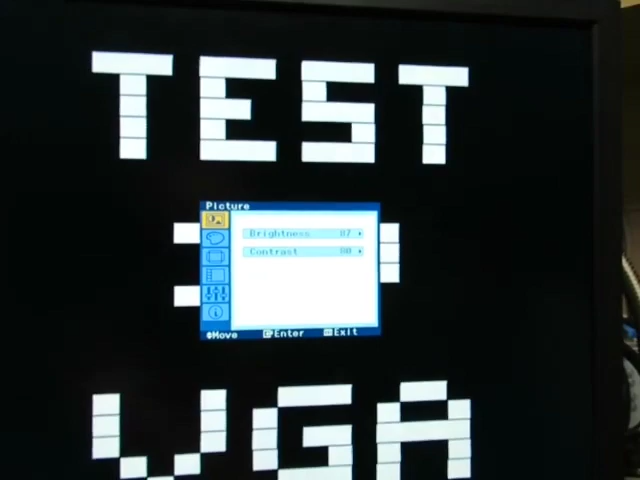 TEST
Picture
Brightness 87
Contrast 80
Move Enter Exit
VGA